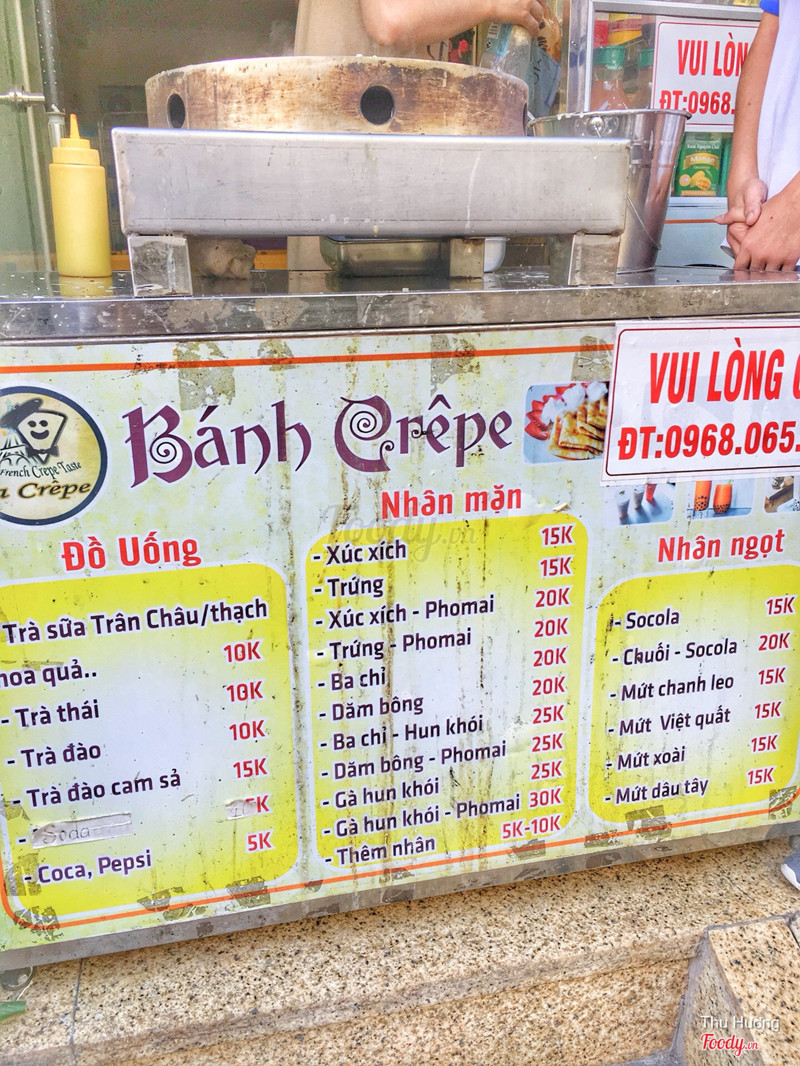 VUI LÒN
ĐT:0968.
French Crepe Taste
Crêpe
Bánh Crêpe
VUI LÒNG
ĐT:0968.065.
Foody.vn
Đồ Uống
Trà sữa Trân Châu/thạch
hoa quả.. 10K
- Trà thái 10K
- Trà đào 10K
- Trà đào cam sả 15K
- Soda K
- Coca, Pepsi 5K
Nhân mặn
- Xúc xích 15K
- Trứng 15K
- Xúc xích - Phomai 20K
- Trứng - Phomai 20K
- Ba chỉ 20K
- Dăm bông 20K
- Ba chỉ - Hun khói 25K
- Dăm bông - Phomai 25K
- Gà hun khói 25K
- Gà hun khói - Phomai 30K
- Thêm nhân 5K-10K
Nhân ngọt
- Socola 15K
- Chuối - Socola 20K
- Mứt chanh leo 15K
- Mứt Việt quất 15K
- Mứt xoài 15K
- Mứt dâu tây 15K
Thu Hương
Foody.vn